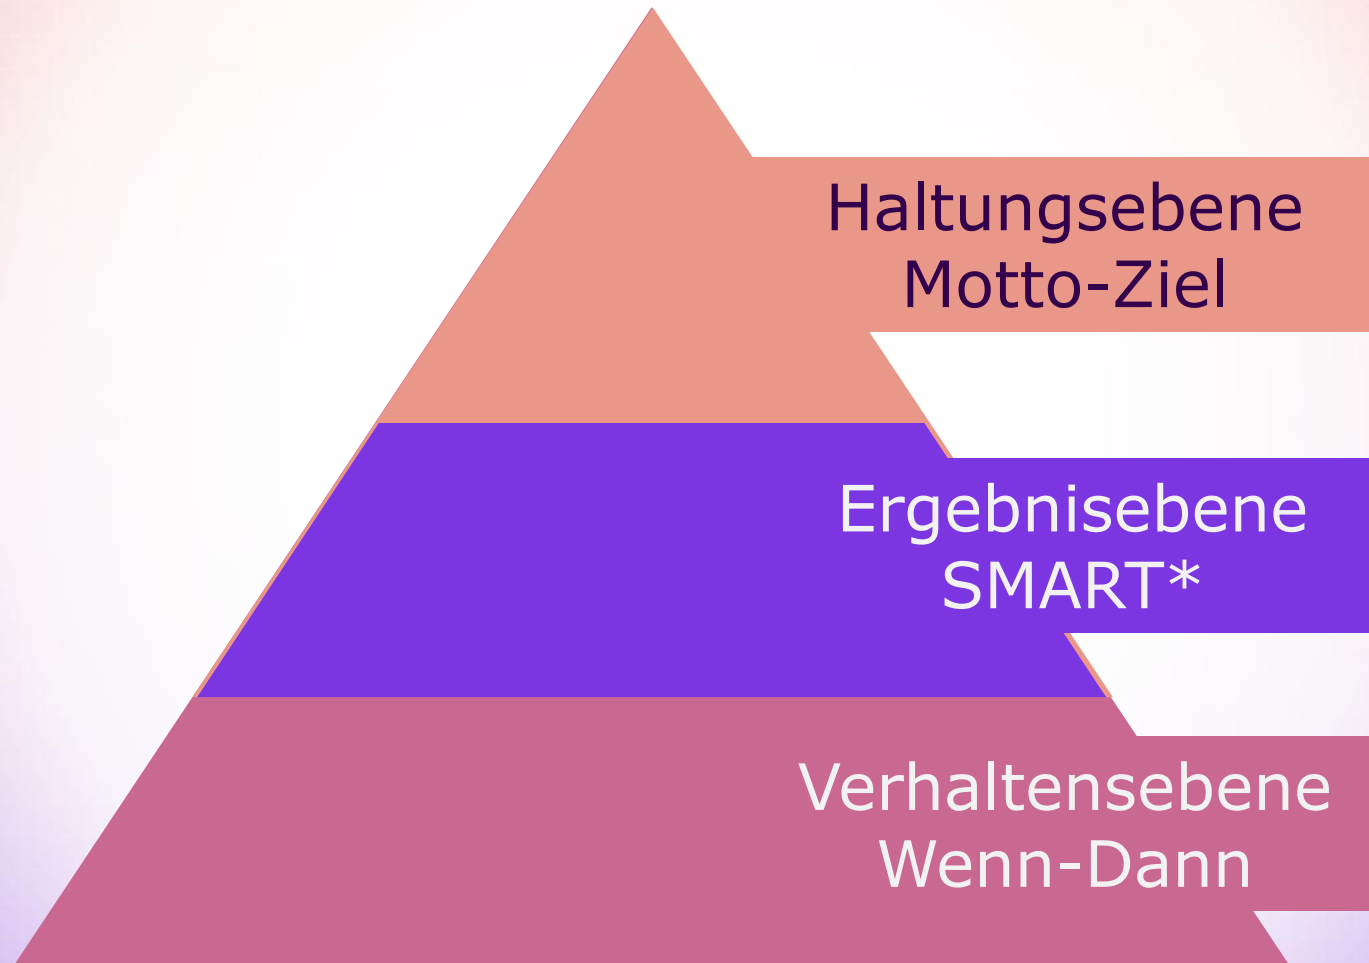 Haltungsebene
Motto-Ziel
Ergebnisebene
SMART*
Verhaltensebene
Wenn-Dann